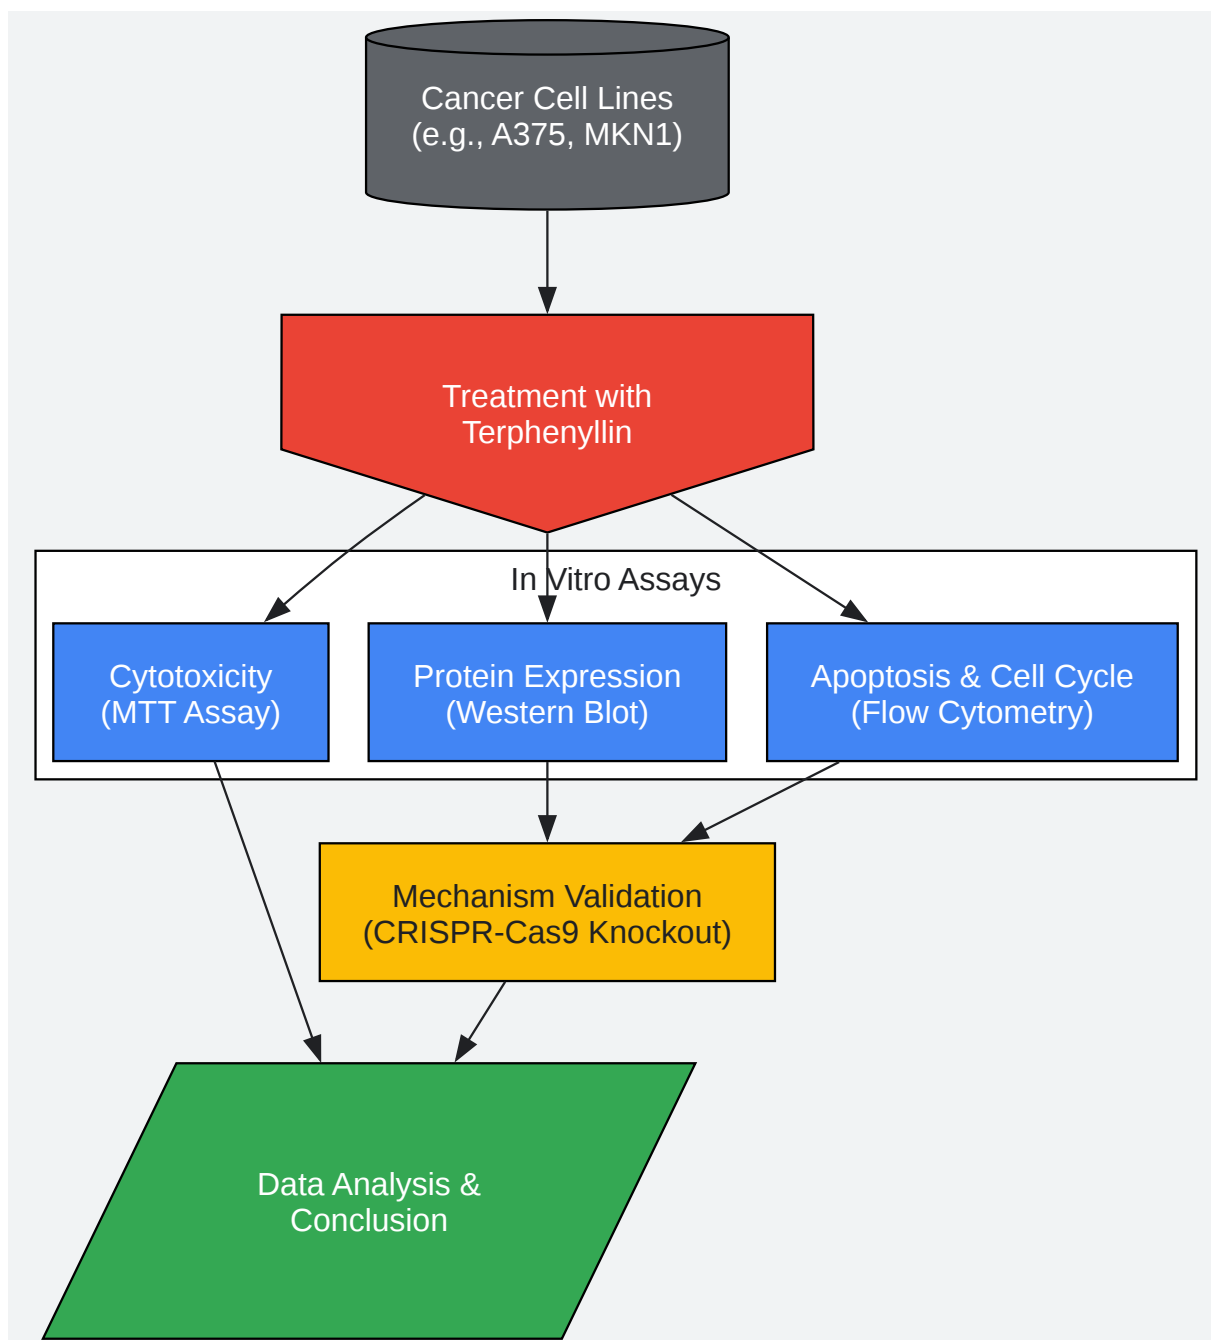 Cancer Cell Lines
(e.g., A375, MKN1)
Treatment with
Terphenyllin
In Vitro Assays
Cytotoxicity
(MTT Assay)
Protein Expression
(Western Blot)
Apoptosis & Cell Cycle
(Flow Cytometry)
Mechanism Validation
(CRISPR-Cas9 Knockout)
Data Analysis &
Conclusion